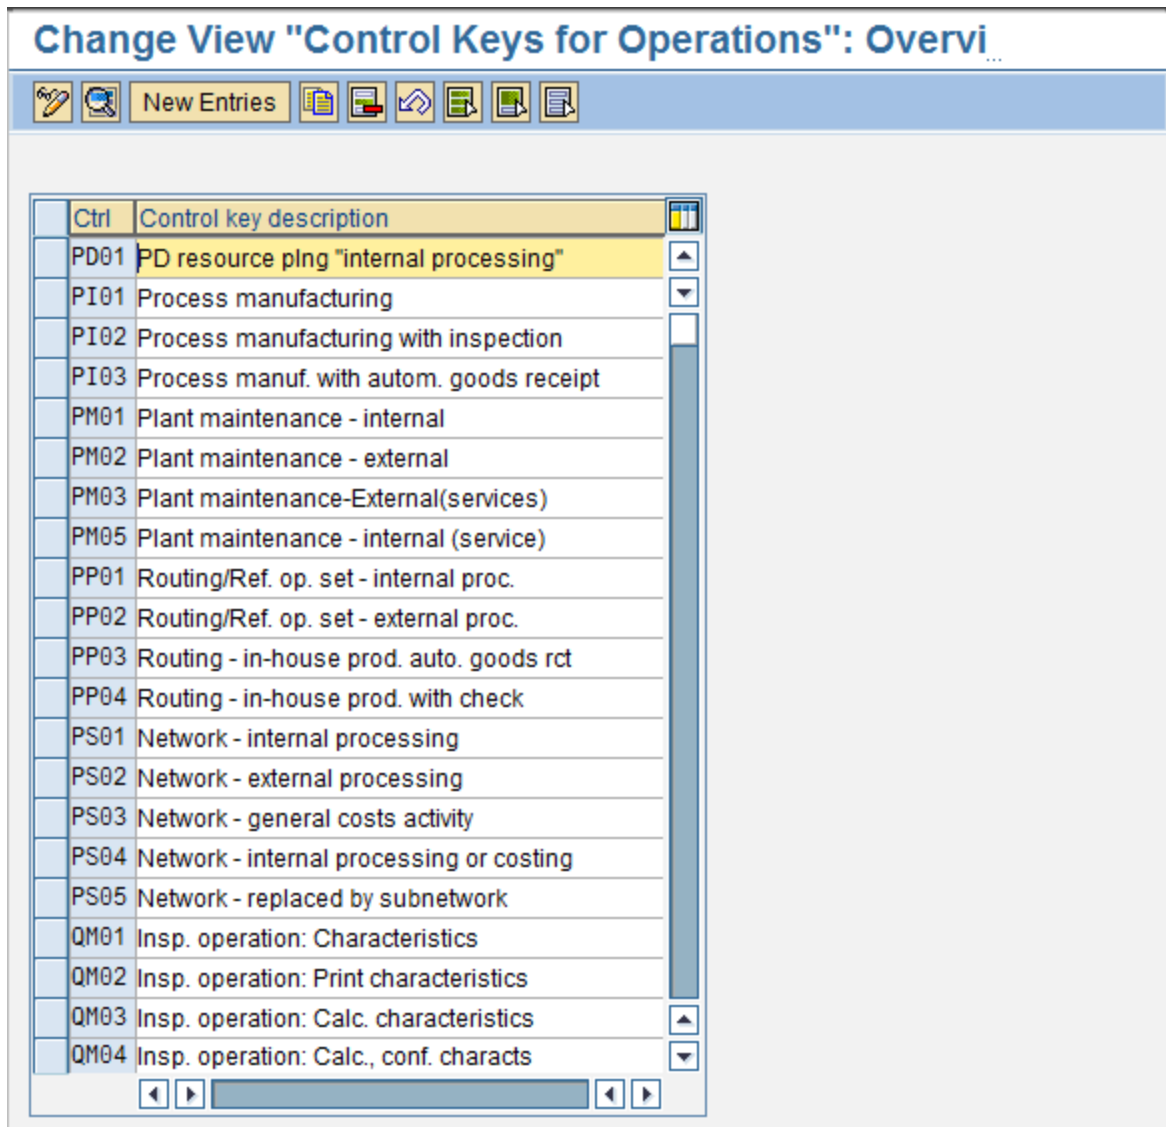 Change View "Control Keys for Operations": Overvi...
New Entries
Ctrl Control key description
PD01 PD resource plng "internal processing"
PI01 Process manufacturing
PI02 Process manufacturing with inspection
PI03 Process manuf. with autom. goods receipt
PM01 Plant maintenance - internal
PM02 Plant maintenance - external
PM03 Plant maintenance-External(services)
PM05 Plant maintenance - internal (service)
PP01 Routing/Ref. op. set - internal proc.
PP02 Routing/Ref. op. set - external proc.
PP03 Routing - in-house prod. auto. goods rct
PP04 Routing - in-house prod. with check
PS01 Network - internal processing
PS02 Network - external processing
PS03 Network - general costs activity
PS04 Network - internal processing or costing
PS05 Network - replaced by subnetwork
QM01 Insp. operation: Characteristics
QM02 Insp. operation: Print characteristics
QM03 Insp. operation: Calc. characteristics
QM04 Insp. operation: Calc., conf. characts